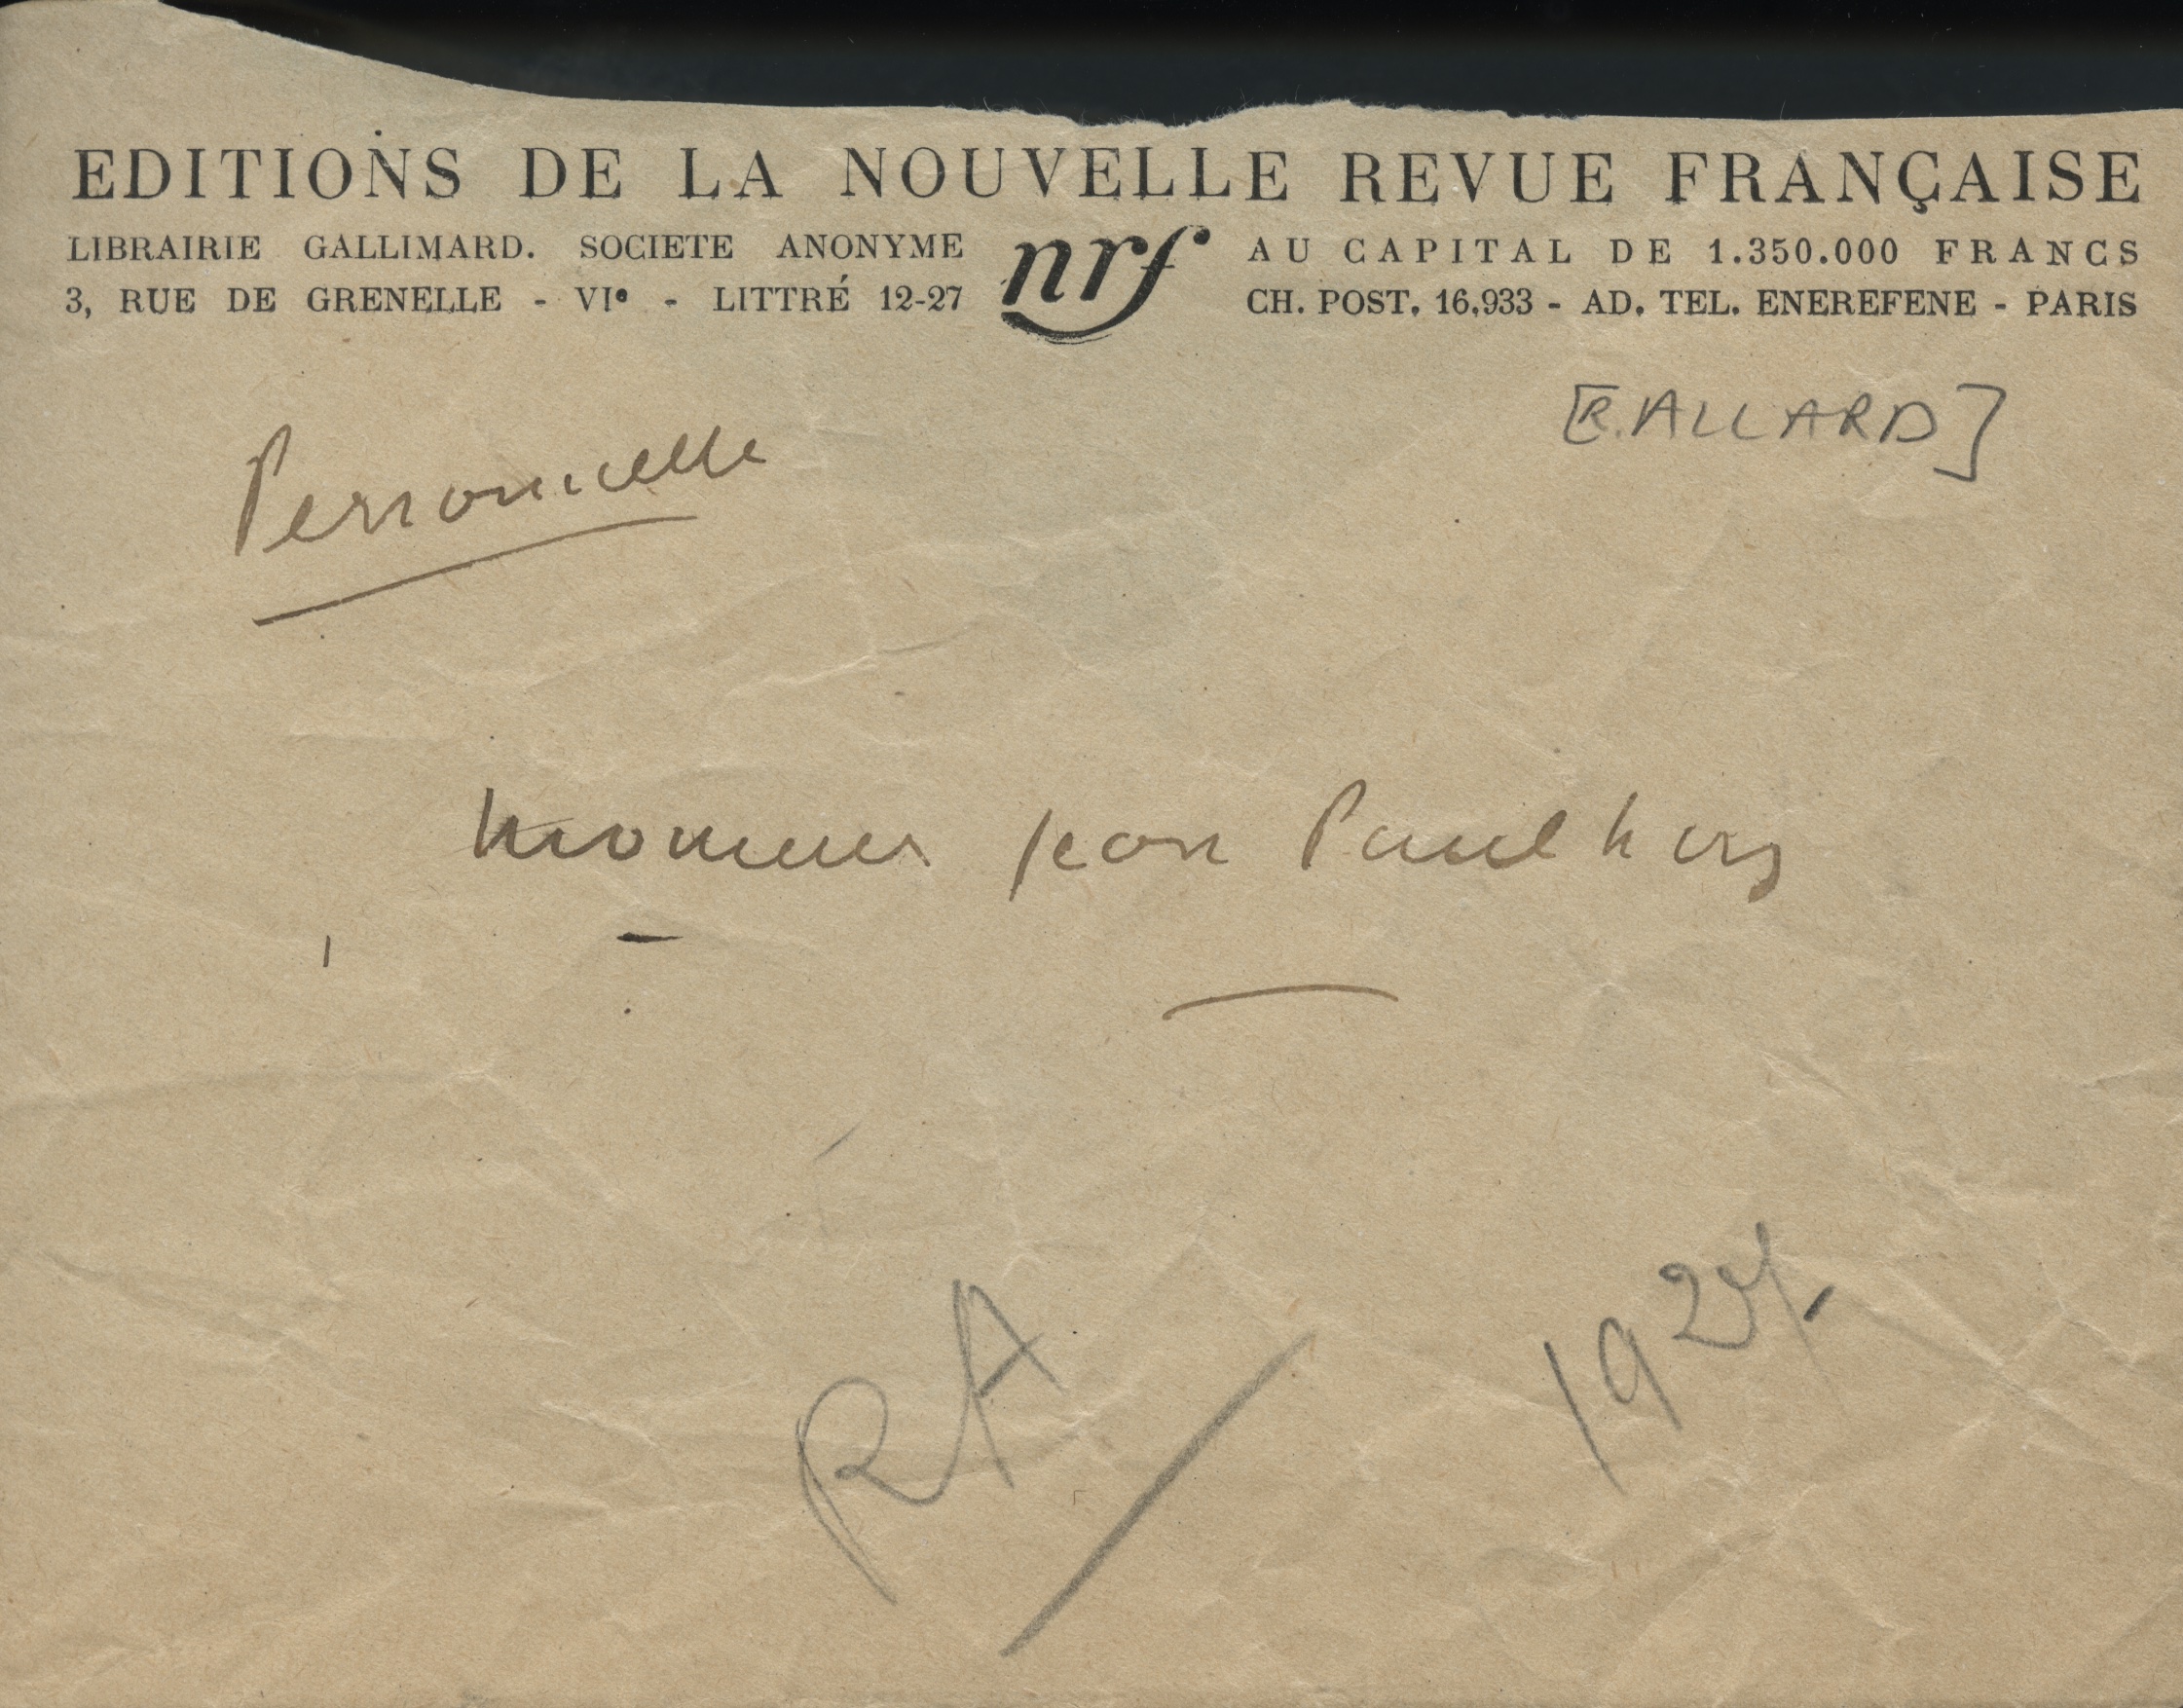 EDITIONS DE LA NOUVELLE REVUE FRANÇAISE
LIBRAIRIE GALLIMARD. SOCIETE ANONYME nrf AU CAPITAL DE 1.350.000 FRANCS
3, RUE DE GRENELLE - VIe - LITTRÉ 12-27 CH. POST. 16.933 - AD. TEL. ENEREFENE - PARIS
[R. ALLARD]
Personnelle
Monsieur Jean Paulhan
RA
1927